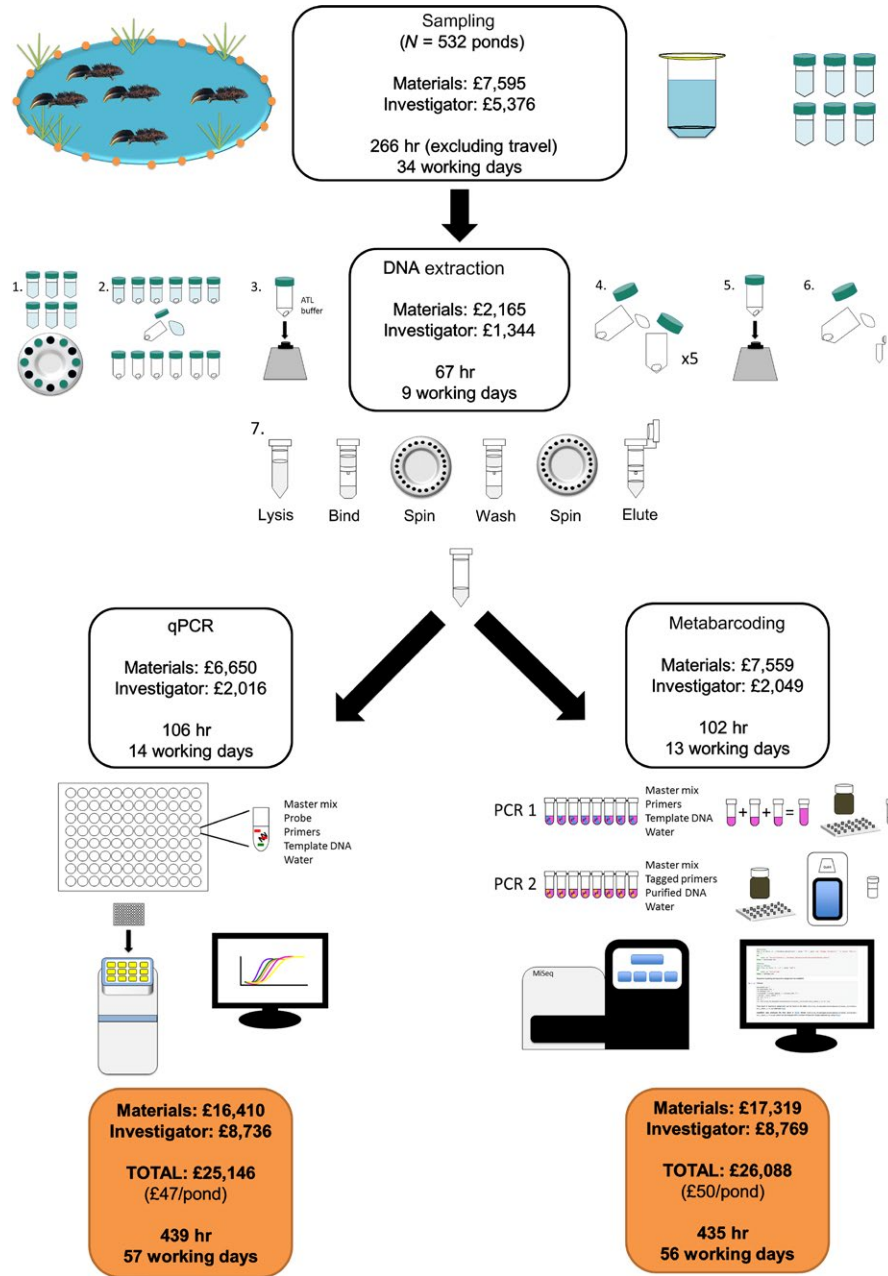 Sampling
(N = 532 ponds)
Materials: £7,595
Investigator: £5,376
266 hr (excluding travel)
34 working days
DNA extraction
Materials: £2,165
Investigator: £1,344
67 hr
9 working days
1.
2.
3.
ATL
buffer
4.
x5
5.
6.
7.
Lysis
Bind
Spin
Wash
Spin
Elute
qPCR
Materials: £6,650
Investigator: £2,016
106 hr
14 working days
Master mix
Probe
Primers
Template DNA
Water
Materials: £16,410
Investigator: £8,736
TOTAL: £25,146
(£47/pond)
439 hr
57 working days
Metabarcoding
Materials: £7,559
Investigator: £2,049
102 hr
13 working days
PCR 1
Master mix
Primers
Template DNA
Water
+ + =
PCR 2
Master mix
Tagged primers
Purified DNA
Water
MiSeq
Materials: £17,319
Investigator: £8,769
TOTAL: £26,088
(£50/pond)
435 hr
56 working days